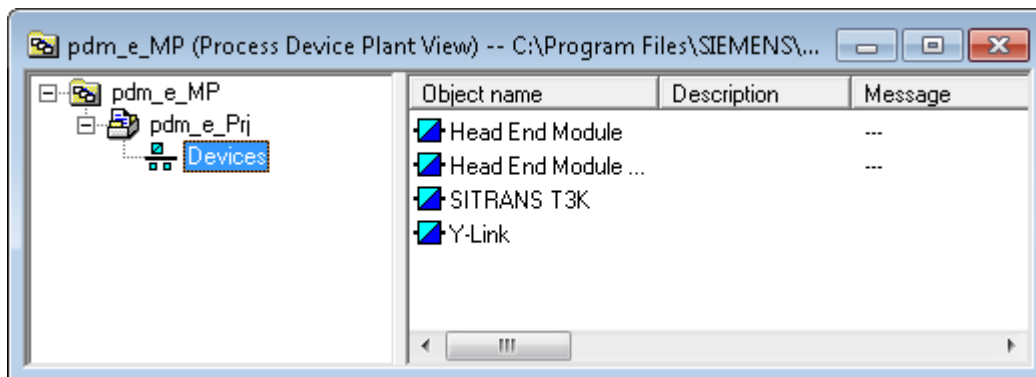 pdm_e_MP (Process Device Plant View) -- C:\Program Files\SIEMENS\...
pdm_e_MP
pdm_e_Prj
Devices
Object name Description Message
Head End Module ---
Head End Module ... ---
SITRANS T3K
Y-Link